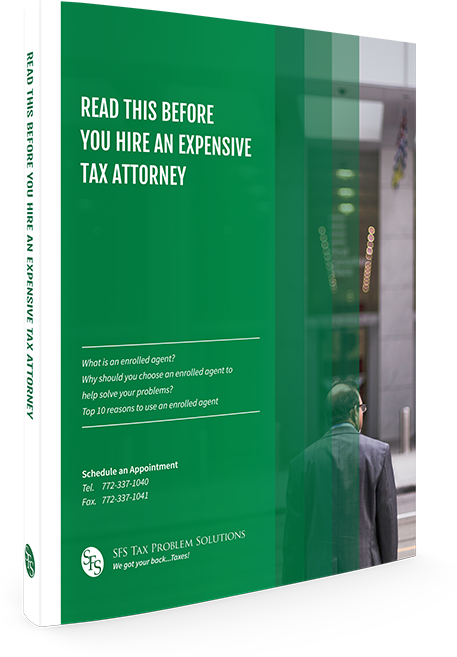 READ THIS BEFORE YOU HIRE AN EXPENSIVE TAX ATTORNEY
SFS
READ THIS BEFORE
YOU HIRE AN EXPENSIVE
TAX ATTORNEY
What is an enrolled agent?
Why should you choose an enrolled agent to
help solve your problems?
Top 10 reasons to use an enrolled agent
Schedule an Appointment
Tel. 772-337-1040
Fax. 772-337-1041
SFS
SFS TAX PROBLEM SOLUTIONS
We got your back...Taxes!